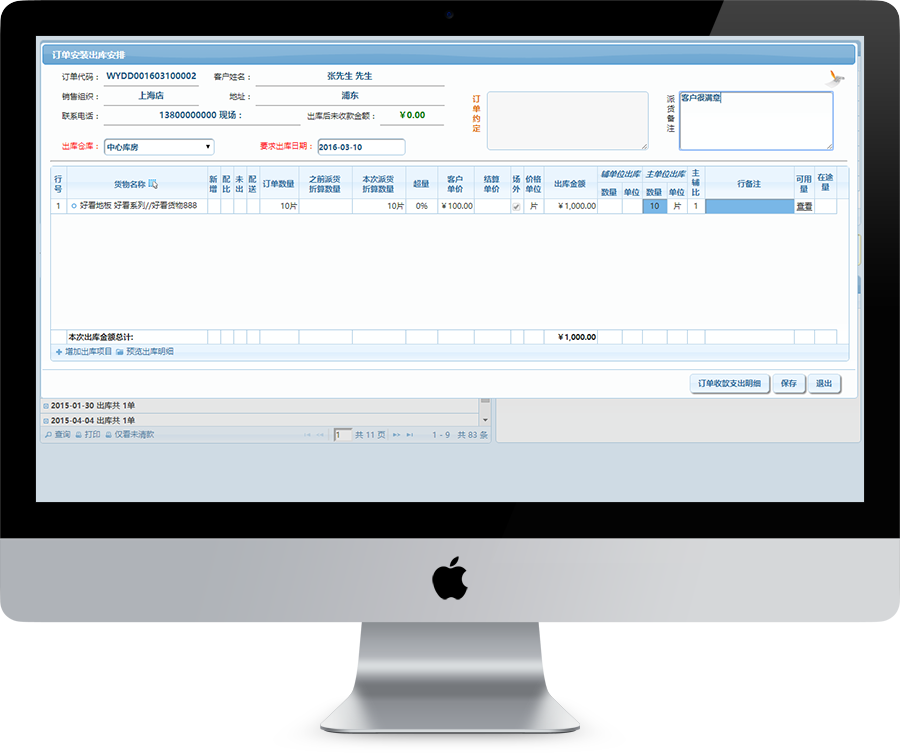 订单安装出库安排
订单代码： WYDD001603100002 客户姓名： 张先生 先生
销售组织： 上海店 地址： 浦东
联系电话： 13800000000 现场： 出库后未收款金额： ￥0.00
订单约定
派货备注
客户很满意
出库仓库： 中心库房 要求出库日期： 2016-03-10
行号 货物名称 新增 配比 未出 配送 订单数量 之前派货折算数量 本次派货折算数量 超量 客户单价 结算单价 场外 价格单位 出库金额 辅单位出库 数量 单位 主单位出库 数量 单位 主辅比 行备注 可用量 在途量
1 好看地板 好看系列//好看货物888 10片 10片 0% ￥100.00 片 ￥1,000.00 10 片 1 查看
本次出库金额总计: ￥1,000.00
增加出库项目 预览出库明细
订单收款支出明细 保存 退出
2015-01-30 出库共 1单
2015-04-04 出库共 1单
查询 打印 仅看未清款 1 共 11 页 1 - 9 共 83 条